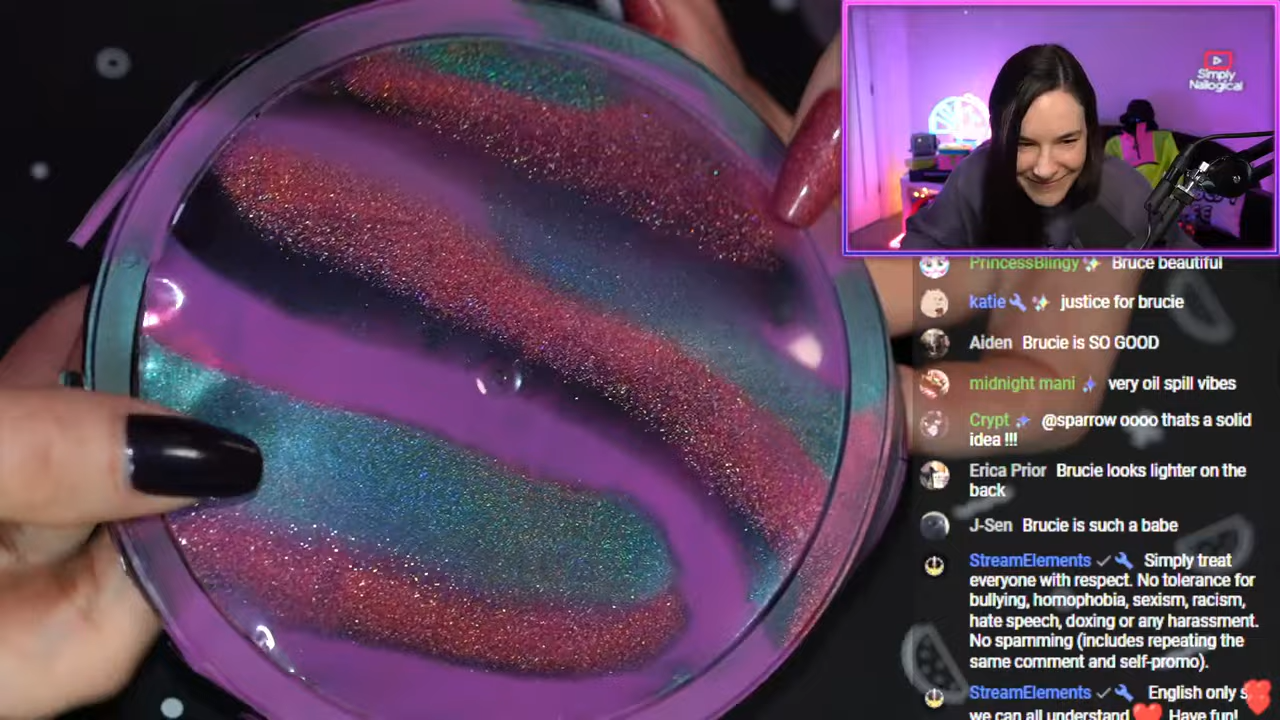 Simply
Nailogical
PrincessBlingy Bruce beautiful
katie justice for brucie
Aiden Brucie is SO GOOD
midnight mani very oil spill vibes
Crypt @sparrow oooo thats a solid
idea !!!
Erica Prior Brucie looks lighter on the
back
J-Sen Brucie is such a babe
StreamElements Simply treat
everyone with respect. No tolerance for
bullying, homophobia, sexism, racism,
hate speech, doxing or any harassment.
No spamming (includes repeating the
same comment and self-promo).
StreamElements English only
we can all understand Have fun!